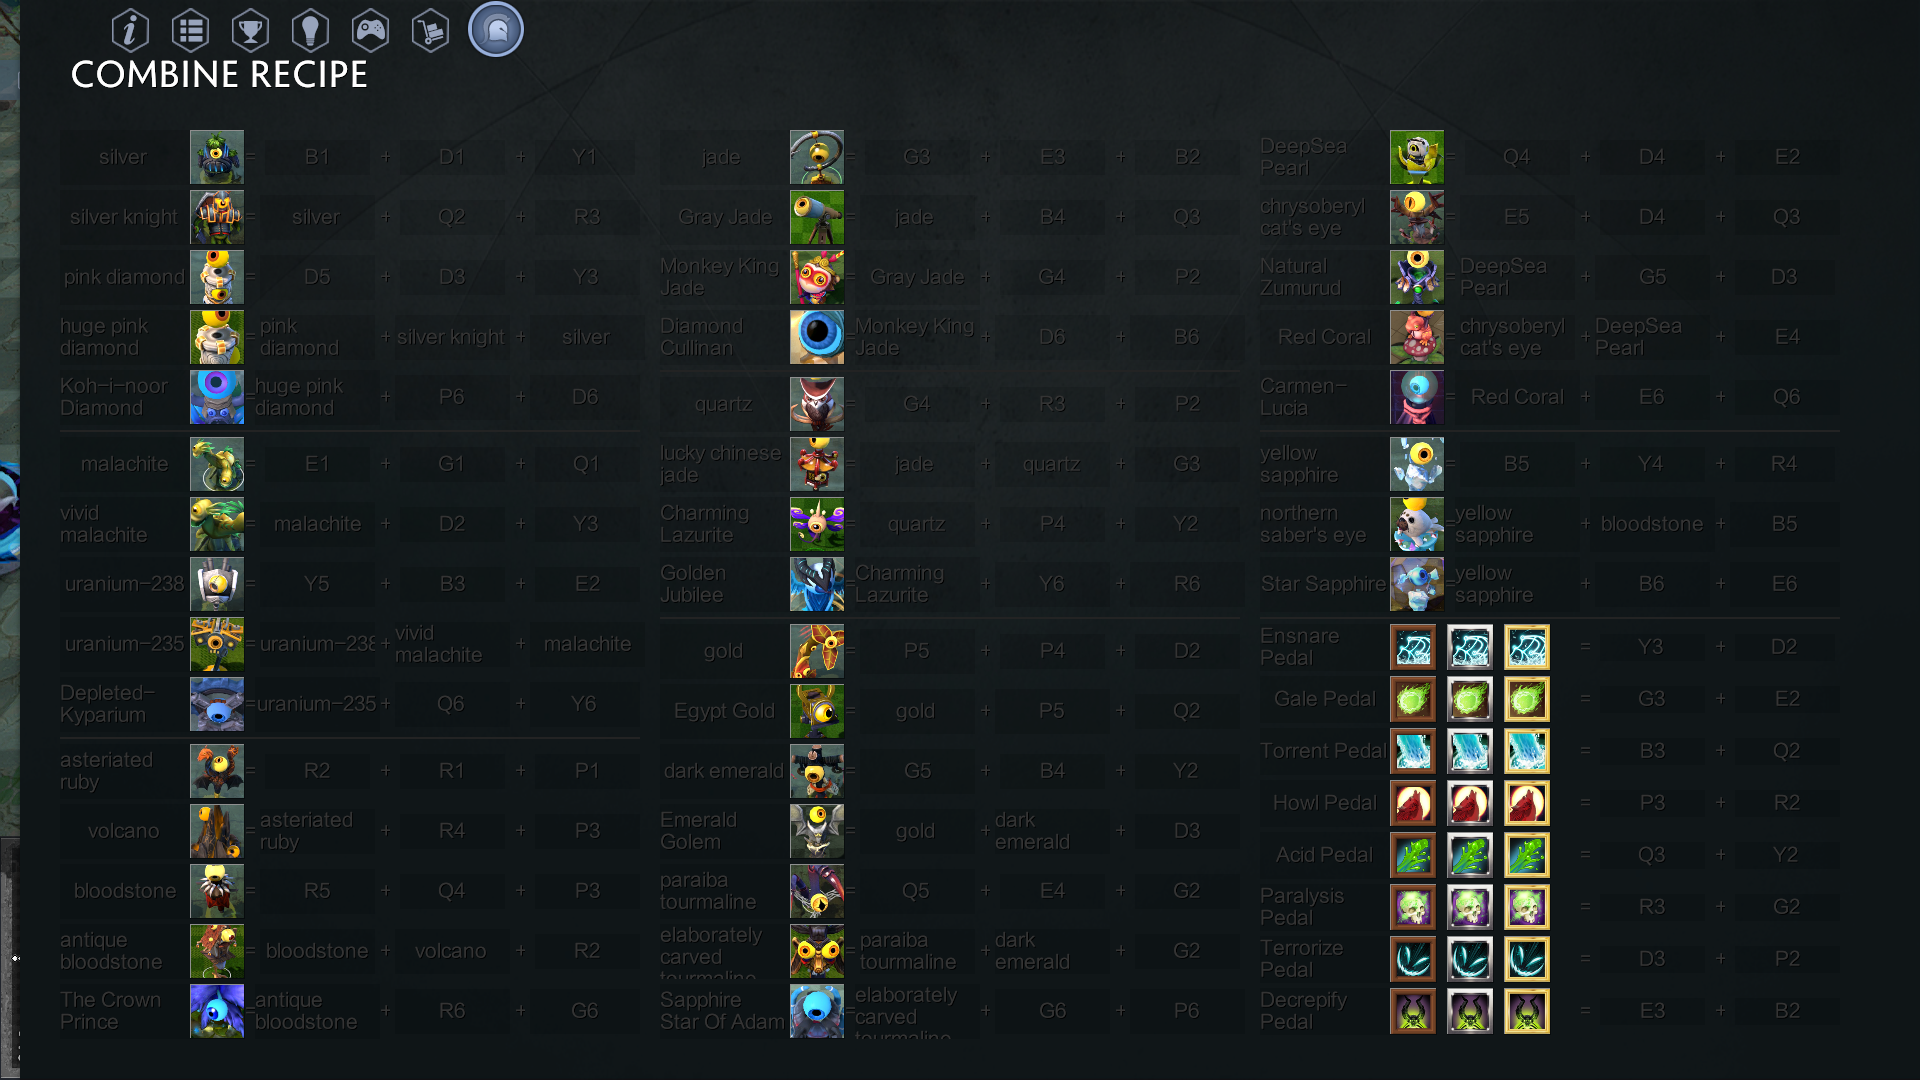 COMBINE RECIPE
silver = B1 + D1 + Y1
silver knight = silver + Q2 + R3
pink diamond = D5 + D3 + Y3
huge pink diamond = pink diamond + silver knight + silver
Koh-i-noor Diamond = huge pink diamond + P6 + D6
malachite = E1 + G1 + Q1
vivid malachite = malachite + D2 + Y3
uranium-238 = Y5 + B3 + E2
uranium-235 = uranium-238 + vivid malachite + malachite
Depleted-Kyparium = uranium-235 + Q6 + Y6
asteriated ruby = R2 + R1 + P1
volcano = asteriated ruby + R4 + P3
bloodstone = R5 + Q4 + P3
antique bloodstone = bloodstone + volcano + R2
The Crown Prince = antique bloodstone + R6 + G6
jade = G3 + E3 + B2
Gray Jade = jade + B4 + Q3
Monkey King Jade = Gray Jade + G4 + P2
Diamond Cullinan = Monkey King Jade + D6 + B6
quartz = G4 + R3 + P2
lucky chinese jade = jade + quartz + G3
Charming Lazurite = quartz + P4 + Y2
Golden Jubilee = Charming Lazurite + Y6 + R6
gold = P5 + P4 + D2
Egypt Gold = gold + P5 + Q2
dark emerald = G5 + B4 + Y2
Emerald Golem = gold + dark emerald + D3
paraiba tourmaline = Q5 + E4 + G2
elaborately carved tourmaline = paraiba tourmaline + dark emerald + G2
Sapphire Star Of Adam = elaborately carved tourmaline + G6 + P6
DeepSea Pearl = Q4 + D4 + E2
chrysoberyl cat's eye = E5 + D4 + Q3
Natural Zumurud = DeepSea Pearl + G5 + D3
Red Coral = chrysoberyl cat's eye + DeepSea Pearl + E4
Carmen-Lucia = Red Coral + E6 + Q6
yellow sapphire = B5 + Y4 + R4
northern saber's eye = yellow sapphire + bloodstone + B5
Star Sapphire = yellow sapphire + B6 + E6
Ensnare Pedal = Y3 + D2
Gale Pedal = G3 + E2
Torrent Pedal = B3 + Q2
Howl Pedal = P3 + R2
Acid Pedal = Q3 + Y2
Paralysis Pedal = R3 + G2
Terrorize Pedal = D3 + P2
Decrepify Pedal = E3 + B2